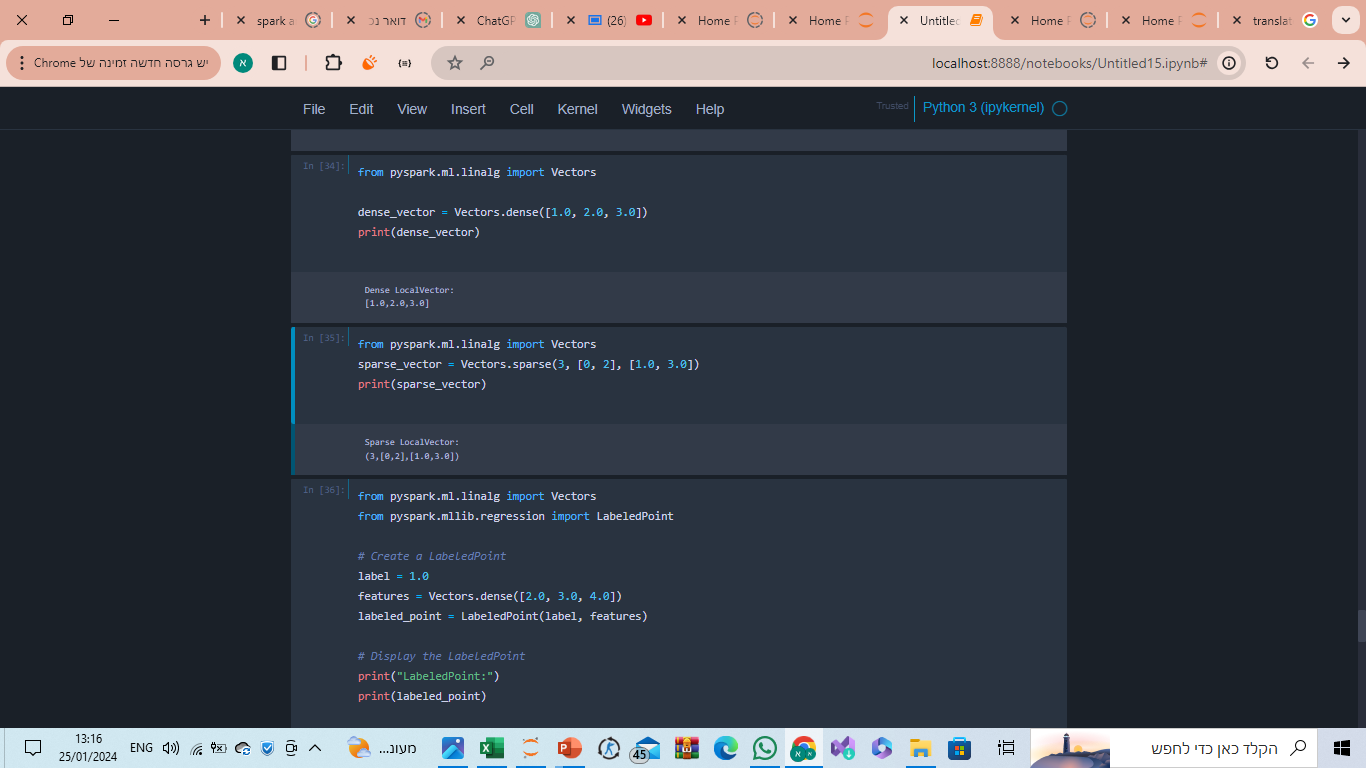 spark a
דואר נכ
ChatGP
(26)
Home P
Home P
Untitled
Home P
Home P
translat
יש גרסה חדשה זמינה של Chrome
א
localhost:8888/notebooks/Untitled15.ipynb#
File Edit View Insert Cell Kernel Widgets Help
Trusted
Python 3 (ipykernel)
In [34]:
from pyspark.ml.linalg import Vectors
dense_vector = Vectors.dense([1.0, 2.0, 3.0])
print(dense_vector)
Dense LocalVector:
[1.0,2.0,3.0]
In [35]:
from pyspark.ml.linalg import Vectors
sparse_vector = Vectors.sparse(3, [0, 2], [1.0, 3.0])
print(sparse_vector)
Sparse LocalVector:
(3,[0,2],[1.0,3.0])
In [36]:
from pyspark.ml.linalg import Vectors
from pyspark.mllib.regression import LabeledPoint
# Create a LabeledPoint
label = 1.0
features = Vectors.dense([2.0, 3.0, 4.0])
labeled_point = LabeledPoint(label, features)
# Display the LabeledPoint
print("LabeledPoint:")
print(labeled_point)
13:16
25/01/2024
ENG
מעונ...
45
א
הקלד כאן כדי לחפש